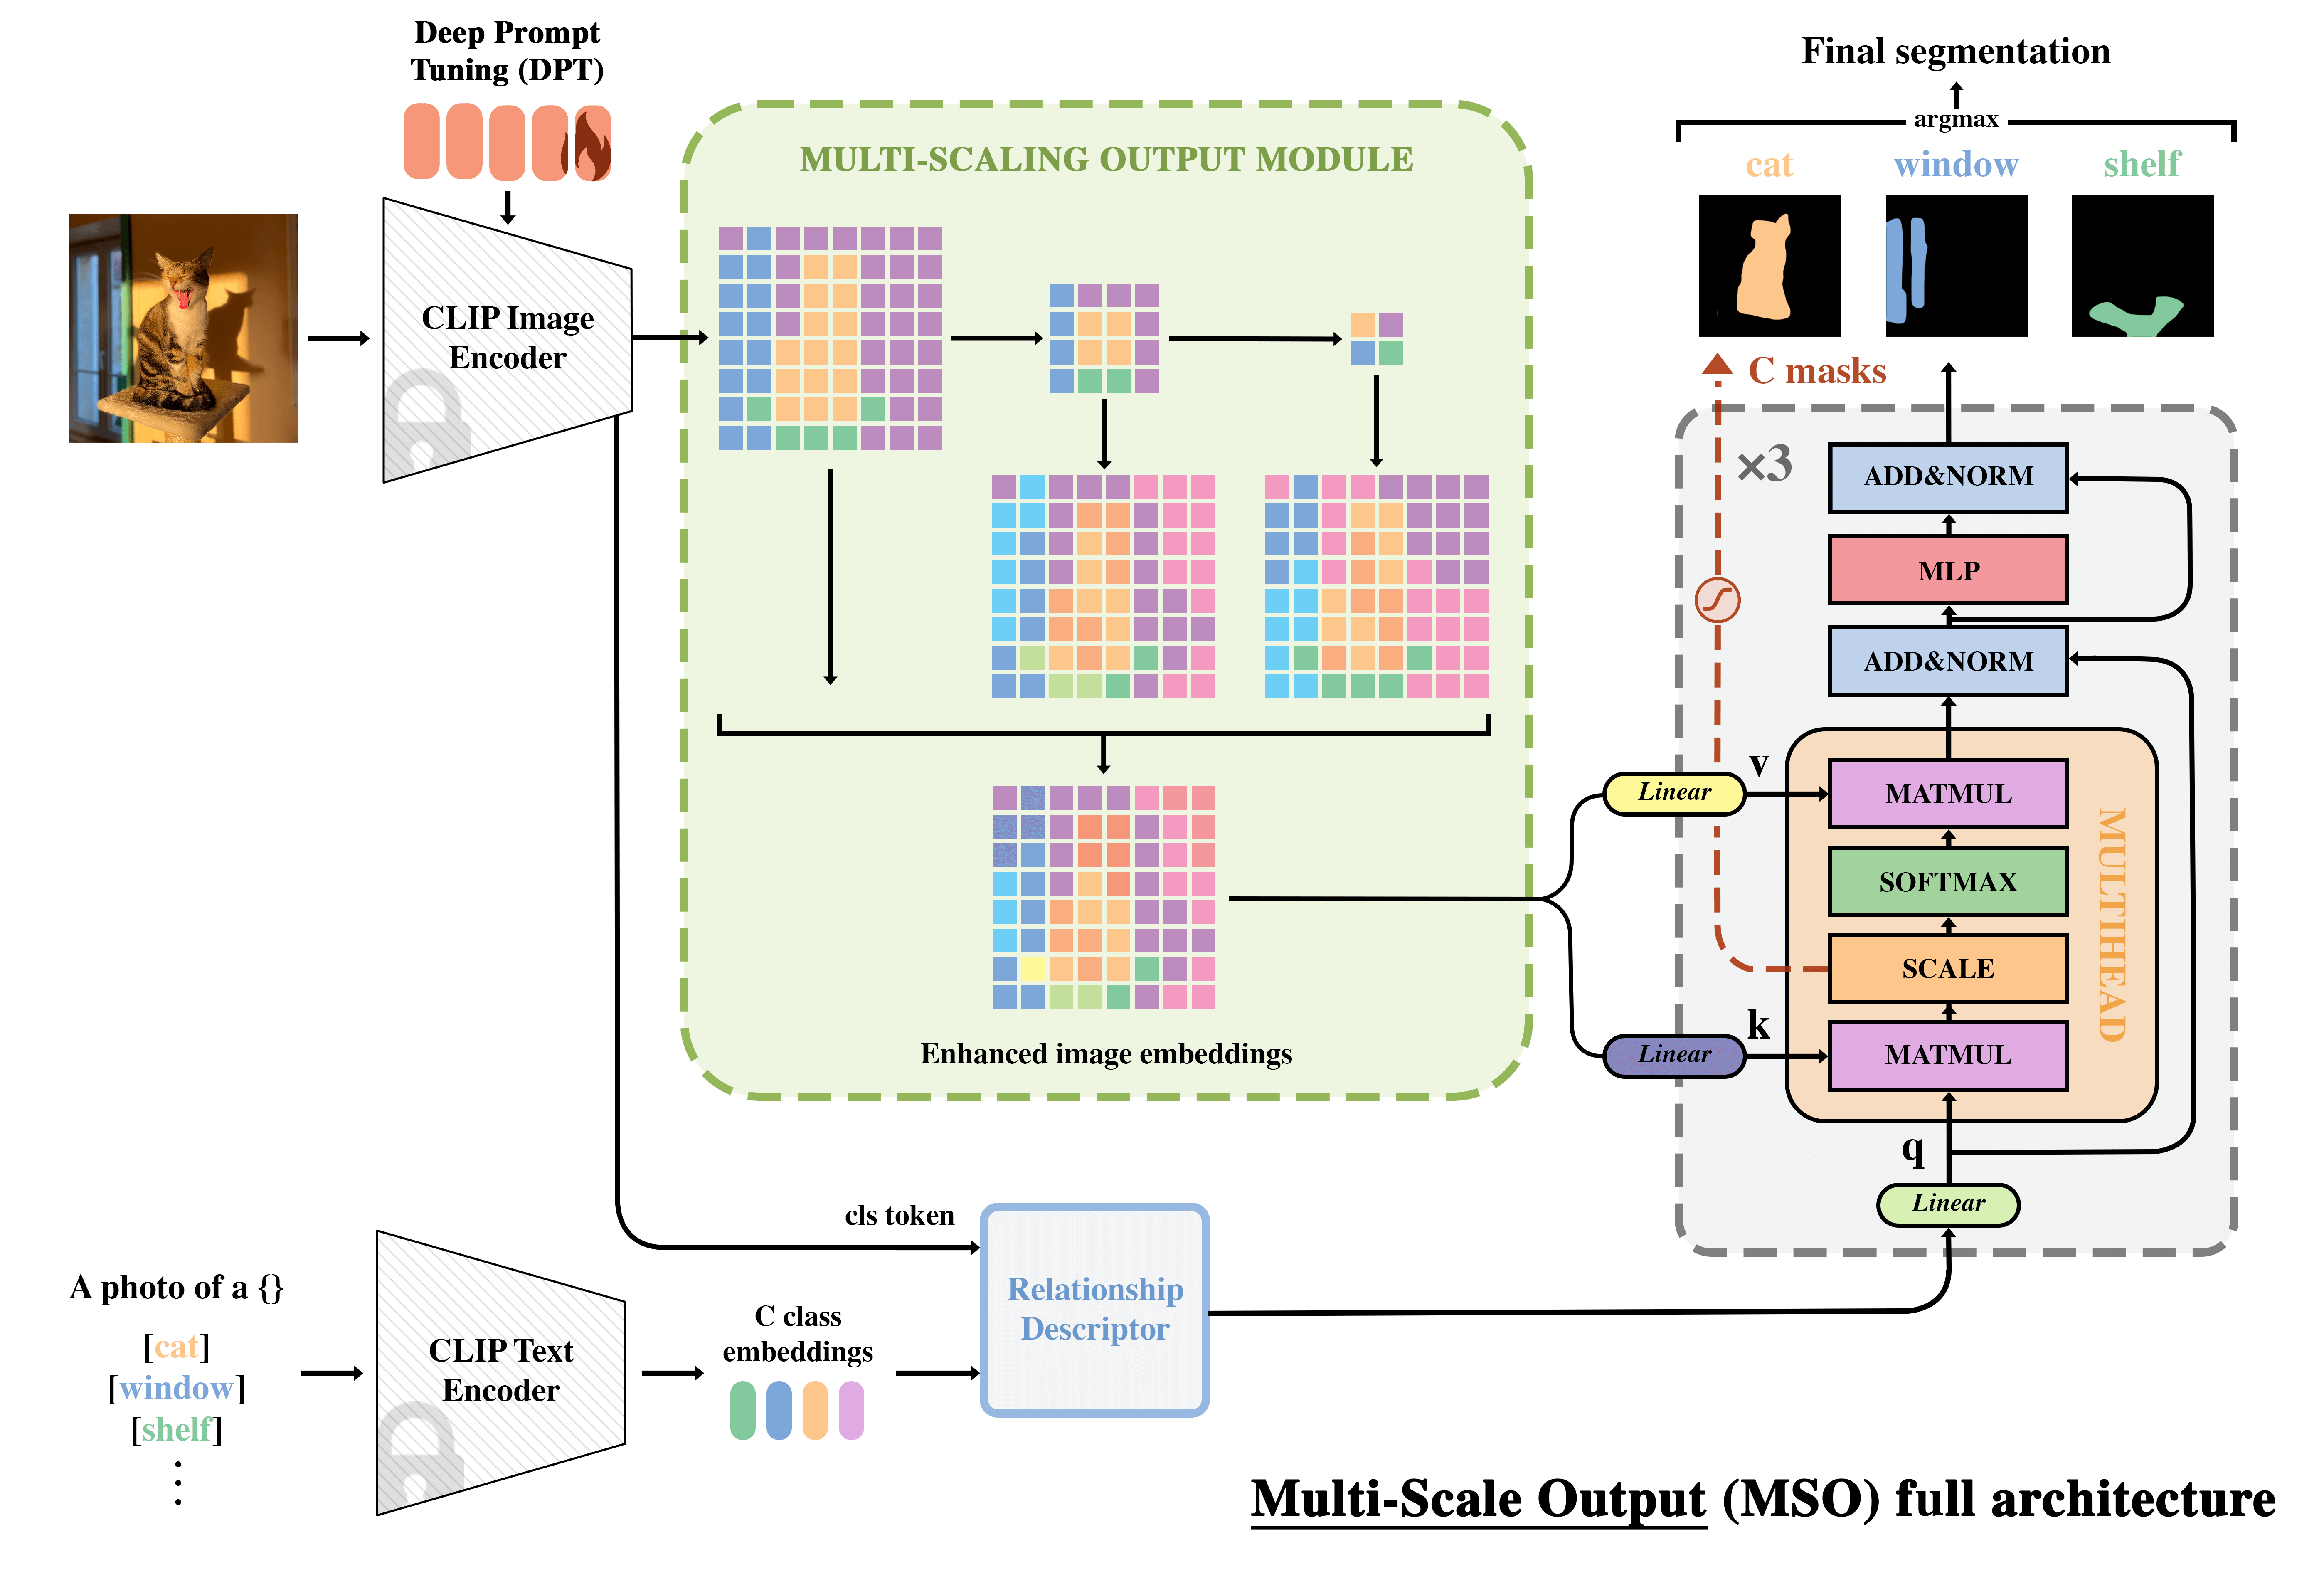 Deep Prompt
Tuning (DPT)
CLIP Image
Encoder
MULTI-SCALING OUTPUT MODULE
Enhanced image embeddings
cls token
A photo of a {}
[cat]
[window]
[shelf]
CLIP Text
Encoder
C class
embeddings
Relationship
Descriptor
Final segmentation
argmax
cat window shelf
C masks
×3
ADD&NORM
MLP
ADD&NORM
v
Linear
MATMUL
SOFTMAX
SCALE
MULTIHEAD
k
Linear
MATMUL
q
Linear
Multi-Scale Output (MSO) full architecture